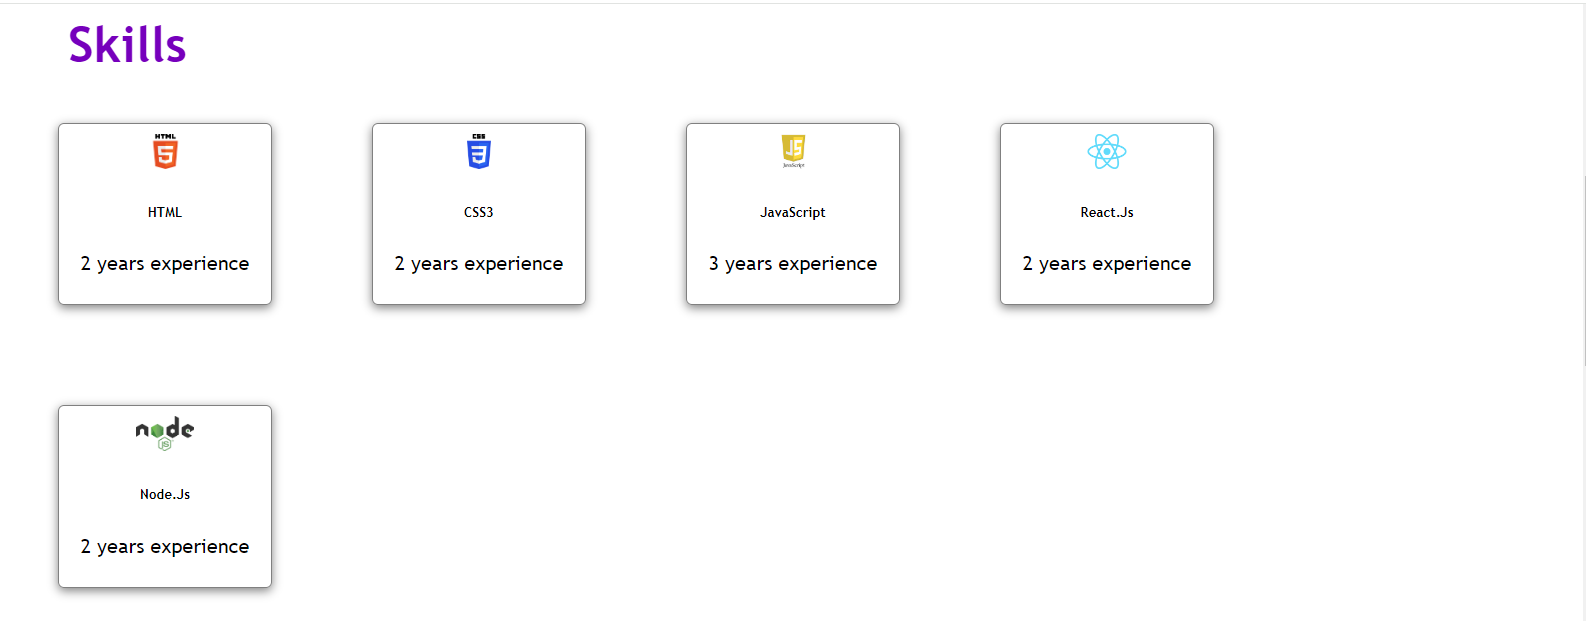 Skills
HTML
5
HTML
2 years experience
CSS
3
CSS3
2 years experience
JS
JavaScript
JavaScript
3 years experience
React.Js
2 years experience
node
JS
Node.Js
2 years experience